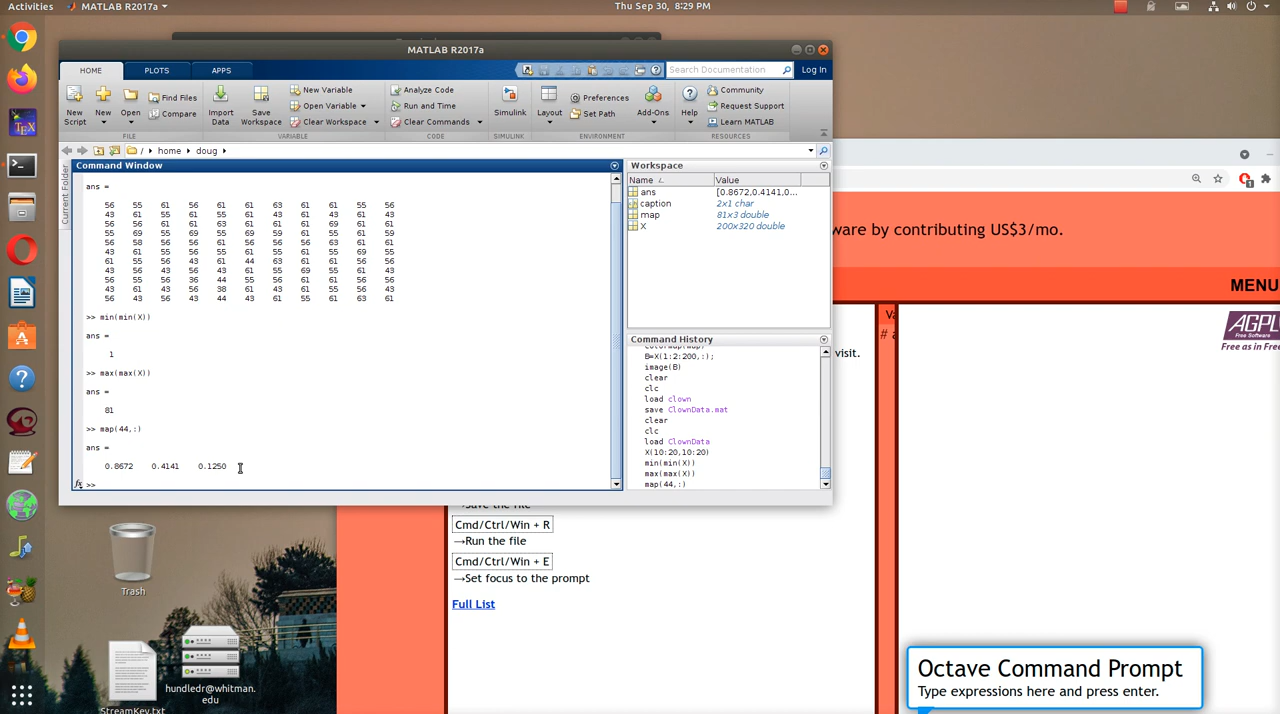 Activities
MATLAB R2017a
Thu Sep 30, 8:29 PM
MATLAB R2017a
HOME
PLOTS
APPS
Search Documentation
Log In
New Script
New
Open
Find Files
Compare
Import Data
Save Workspace
New Variable
Open Variable
Clear Workspace
Analyze Code
Run and Time
Clear Commands
Simulink
Layout
Preferences
Set Path
Add-Ons
Help
Community
Request Support
Learn MATLAB
FILE
VARIABLE
CODE
SIMULINK
ENVIRONMENT
RESOURCES
/ home doug
Current Folder
Command Window
ans =
56 55 61 56 61 61 63 61 61 55 56
43 61 55 61 55 61 43 61 43 61 43
56 56 61 61 63 61 61 61 69 61 61
55 69 55 69 55 69 59 55 61 61 59
56 58 56 56 61 56 56 56 63 61 61
43 61 55 56 55 61 55 61 55 69 55
61 55 56 43 61 44 63 61 61 56 56
43 56 43 56 43 61 55 69 55 61 43
56 55 56 36 44 55 56 61 61 56 56
43 61 43 56 38 61 43 61 55 56 43
56 43 56 43 44 43 61 55 61 63 61
>> min(min(X))
ans =
1
>> max(max(X))
ans =
81
>> map(44,:)
ans =
0.8672 0.4141 0.1250
fx >>
Workspace
Name Value
ans [0.8672,0.4141,0...
caption 2x1 char
map 81x3 double
X 200x320 double
Command History
colormap(map)
B=X(1:2:200,:);
image(B)
clear
clc
load clown
save ClownData.mat
clear
clc
load ClownData
X(10:20,10:20)
min(min(X))
max(max(X))
map(44,:)
ware by contributing US$3/mo.
MENU
visit.
# a
AGPL
Free Software
Free as in Free
→Save the file
Cmd/Ctrl/Win + R
→Run the file
Cmd/Ctrl/Win + E
→Set focus to the prompt
Full List
Octave Command Prompt
Type expressions here and press enter.
Trash
StreamKey.txt
hundledr@whitman.
edu